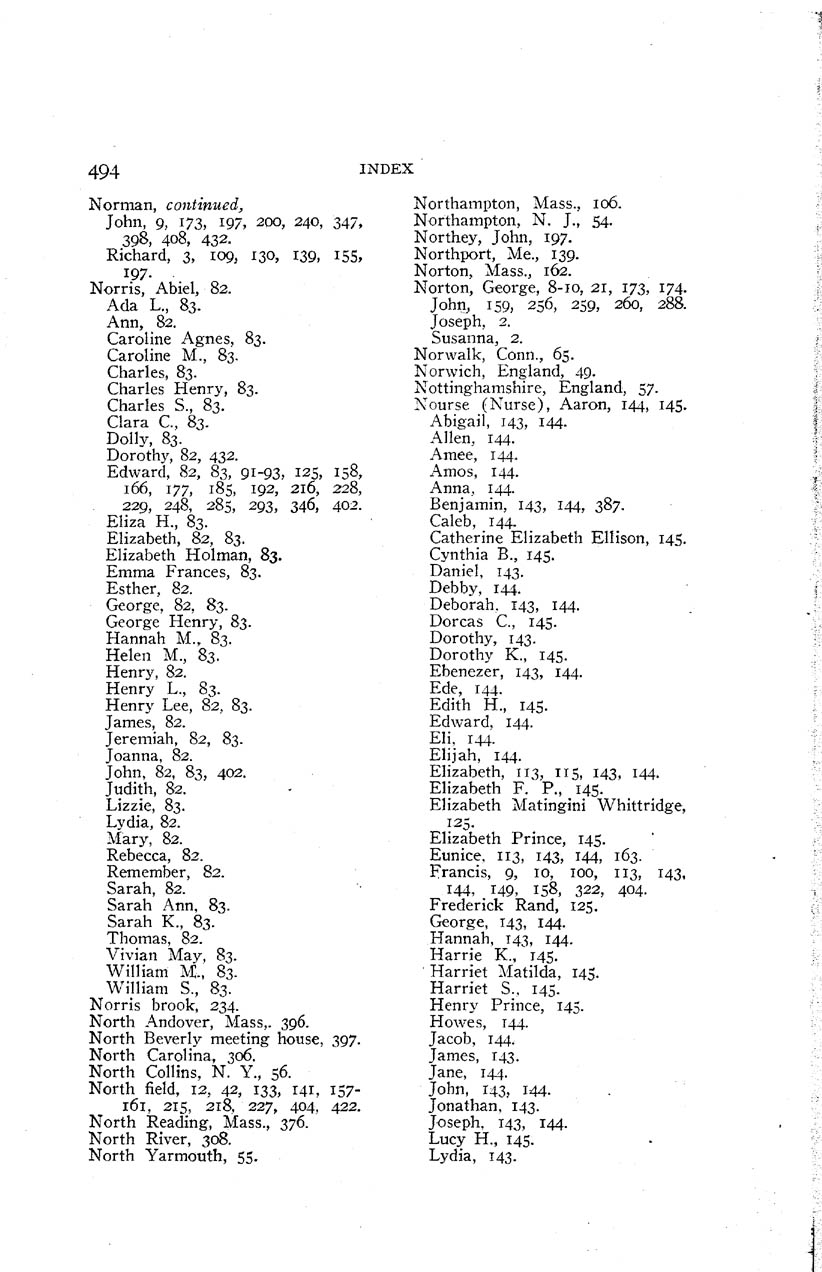 494
INDEX
Norman, continued,
John, 9, 173, 197, 200, 240, 347,
398, 408, 432.
Richard, 3, 109, 130, 139, 155,
197.
Norris, Abiel, 82.
Ada L., 83.
Ann, 82.
Caroline Agnes, 83.
Caroline M., 83.
Charles, 83.
Charles Henry, 83.
Charles S., 83.
Clara C., 83.
Dolly, 83.
Dorothy, 82, 432.
Edward, 82, 83, 91-93, 125, 158,
166, 177, 185, 192, 216, 228,
229, 248, 285, 293, 346, 402.
Eliza H., 83.
Elizabeth, 82, 83.
Elizabeth Holman, 83.
Emma Frances, 83.
Esther, 82.
George, 82, 83.
George Henry, 83.
Hannah M., 83.
Helen M., 83.
Henry, 82.
Henry L., 83.
Henry Lee, 82, 83.
James, 82.
Jeremiah, 82, 83.
Joanna, 82.
John, 82, 83, 402.
Judith, 82.
Lizzie, 83.
Lydia, 82.
Mary, 82.
Rebecca, 82.
Remember, 82.
Sarah, 82.
Sarah Ann, 83.
Sarah K., 83.
Thomas, 82.
Vivian May, 83.
William M., 83.
William S., 83.
Norris brook, 234.
North Andover, Mass,. 396.
North Beverly meeting house, 397.
North Carolina, 306.
North Collins, N. Y., 56.
North field, 12, 42, 133, 141, 157-
161, 215, 218, 227, 404, 422.
North Reading, Mass., 376.
North River, 308.
North Yarmouth, 55.
Northampton, Mass., 106.
Northampton, N. J., 54.
Northey, John, 197.
Northport, Me., 139.
Norton, Mass., 162.
Norton, George, 8-10, 21, 173, 174.
John, 159, 256, 259, 260, 288.
Joseph, 2.
Susanna, 2.
Norwalk, Conn., 65.
Norwich, England, 49.
Nottinghamshire, England, 57.
Nourse (Nurse), Aaron, 144, 145.
Abigail, 143, 144.
Allen, 144.
Amee, 144.
Amos, 144.
Anna, 144.
Benjamin, 143, 144, 387.
Caleb, 144.
Catherine Elizabeth Ellison, 145.
Cynthia B., 145.
Daniel, 143.
Debby, 144.
Deborah, 143, 144.
Dorcas C., 145.
Dorothy, 143.
Dorothy K., 145.
Ebenezer, 143, 144.
Ede, 144.
Edith H., 145.
Edward, 144.
Eli, 144.
Elijah, 144.
Elizabeth, 113, 115, 143, 144.
Elizabeth F. P., 145.
Elizabeth Matingini Whittridge,
125.
Elizabeth Prince, 145.
Eunice, 113, 143, 144, 163.
Francis, 9, 10, 100, 113, 143,
144, 149, 158, 322, 404.
Frederick Rand, 125.
George, 143, 144.
Hannah, 143, 144.
Harrie K., 145.
Harriet Matilda, 145.
Harriet S., 145.
Henry Prince, 145.
Howes, 144.
Jacob, 144.
James, 143.
Jane, 144.
John, 143, 144.
Jonathan, 143.
Joseph, 143, 144.
Lucy H., 145.
Lydia, 143.